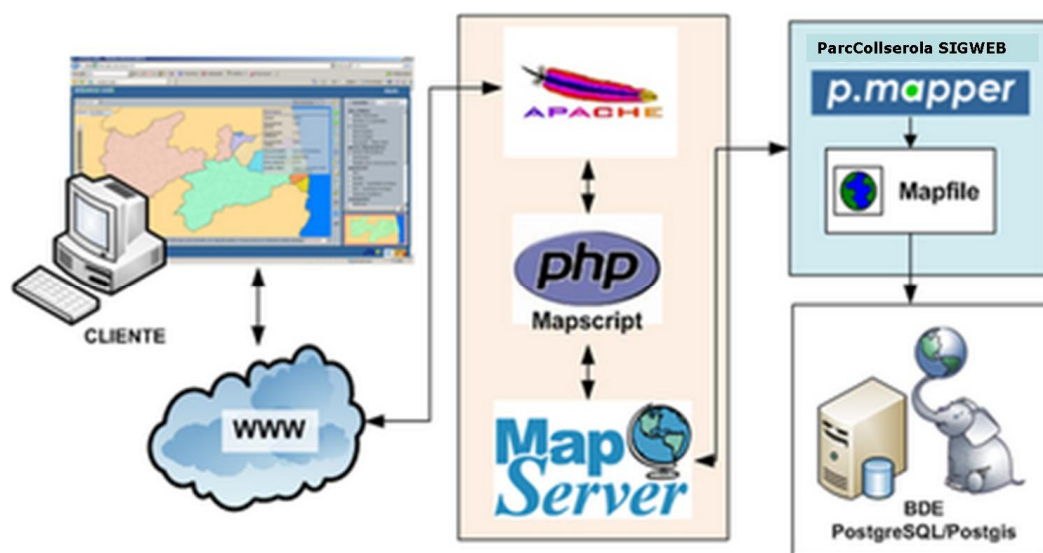 CLIENTE
WWW
APACHE
php
Mapscript
Map
Server
ParcCollserola SIGWEB
p.mapper
Mapfile
BDE
PostgreSQL/Postgis